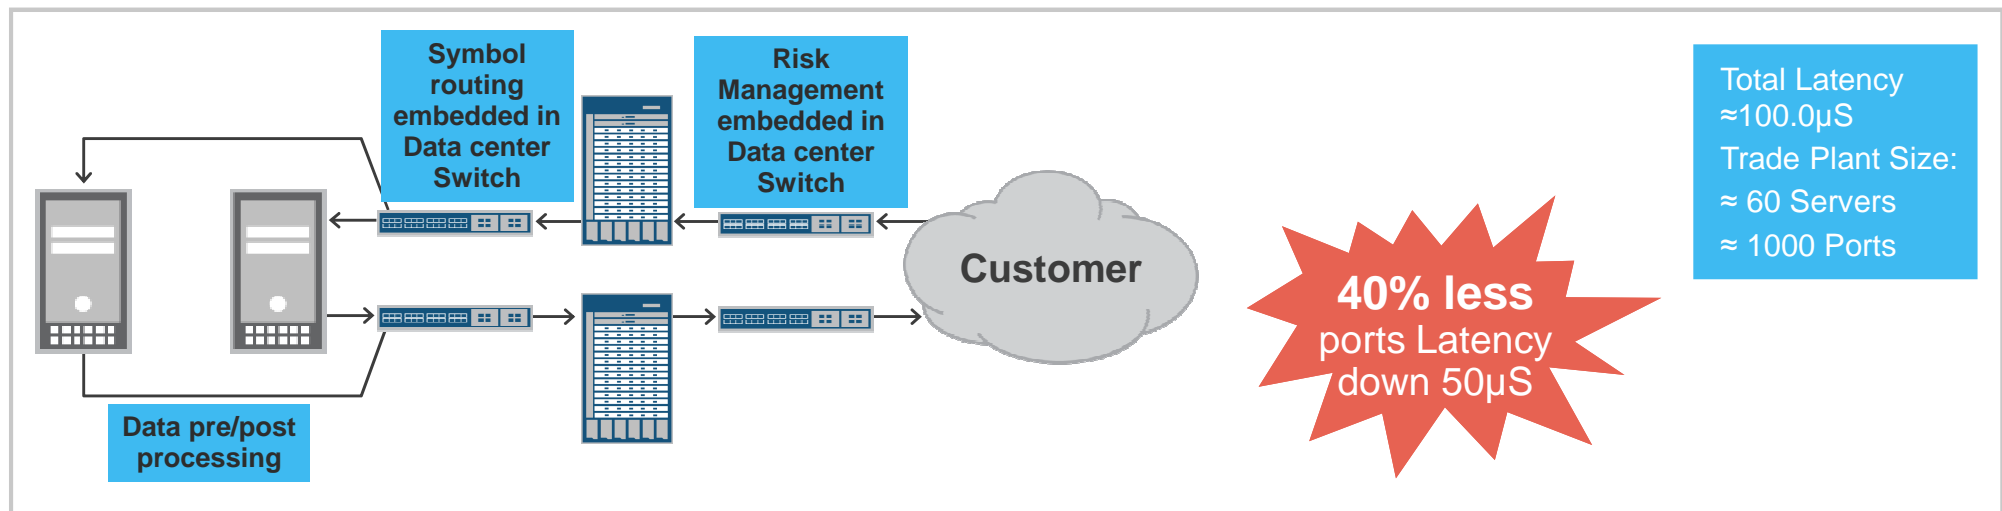 Symbol
routing
embedded in
Data center
Switch
Risk
Management
embedded in
Data center
Switch
Total Latency
≈100.0µS
Trade Plant Size:
≈ 60 Servers
≈ 1000 Ports
Customer
40% less
ports Latency
down 50µS
Data pre/post
processing